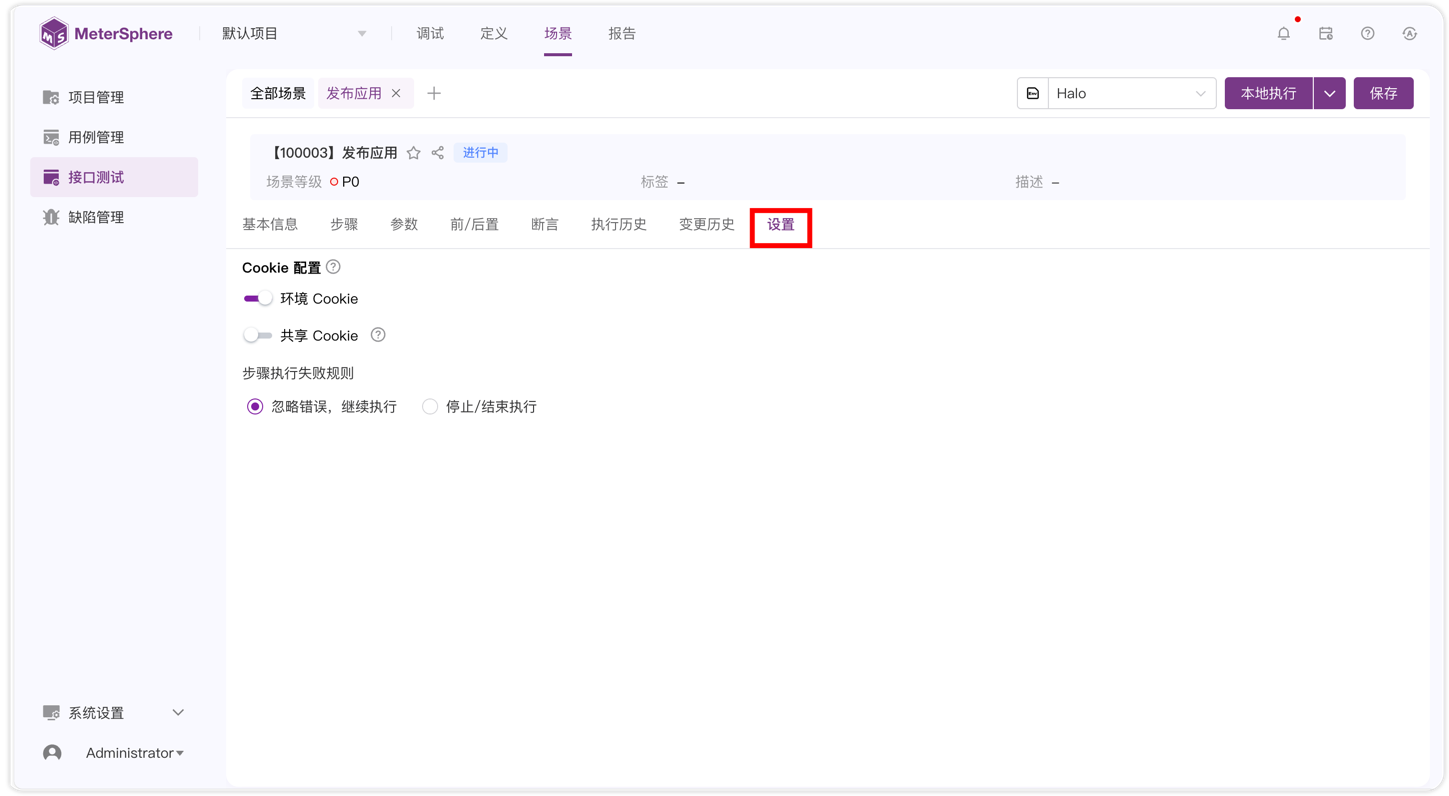 MeterSphere 默认项目 调试 定义 场景 报告
项目管理
用例管理
接口测试
缺陷管理
全部场景 发布应用 Halo 本地执行 保存
【100003】发布应用 进行中
场景等级 P0 标签 – 描述 –
基本信息 步骤 参数 前/后置 断言 执行历史 变更历史 设置
Cookie 配置
环境 Cookie
共享 Cookie
步骤执行失败规则
忽略错误，继续执行 停止/结束执行
系统设置
Administrator